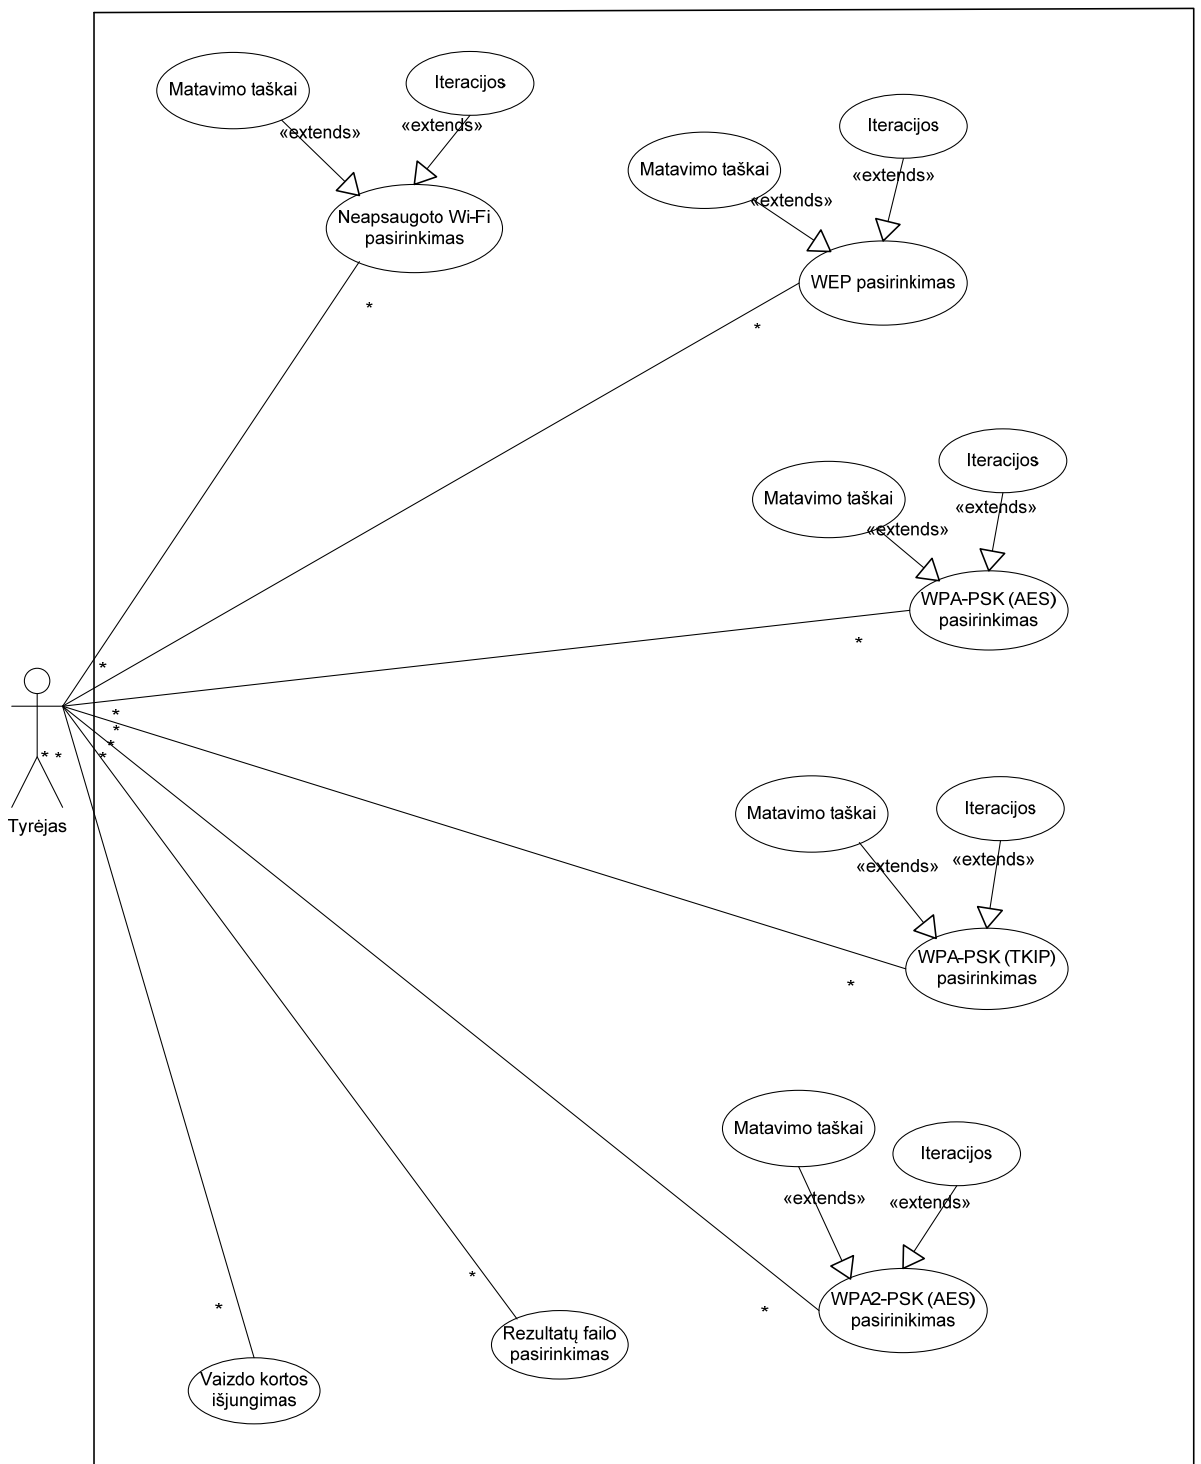 Matavimo taškai
Iteracijos
«extends»
«extends»
Neapsaugoto Wi-Fi
pasirinkimas
*
Iteracijos
Matavimo taškai
«extends»
«extends»
WEP pasirinkimas
*
Iteracijos
Matavimo taškai
«extends»
«extends»
WPA-PSK (AES)
pasirinkimas
*
*
*
*
*
* *
*
Tyrėjas
Matavimo taškai
Iteracijos
«extends»
«extends»
WPA-PSK (TKIP)
pasirinkimas
*
Matavimo taškai
Iteracijos
«extends»
«extends»
WPA2-PSK (AES)
pasirinikimas
*
*
Rezultatų failo
pasirinkimas
*
Vaizdo kortos
išjungimas